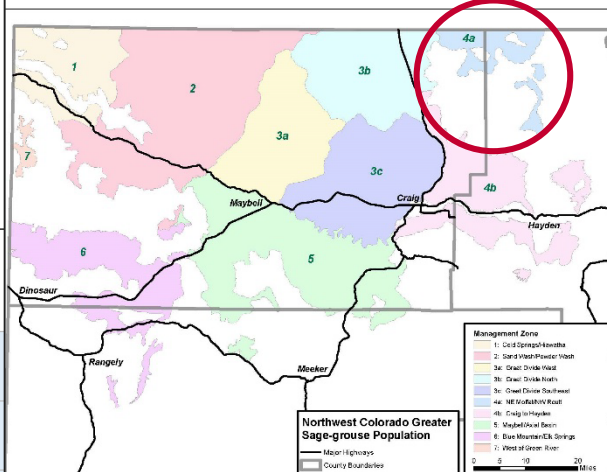 4a
1
3b
2
3a
7
3c
4b
Maybell
Craig
Hayden
6
5
Dinosaur
Rangely
Meeker
Northwest Colorado Greater
Sage-grouse Population
Major Highways
County Boundaries
Management Zone
1: Cold Springs/Hiawatha
2: Sand Wash/Powder Wash
3a: Great Divide West
3b: Great Divide North
3c: Great Divide Southeast
4a: NE Moffat/NW Routt
4b: Craig to Hayden
5: Maybell/Axial Basin
6: Blue Mountain/Elk Springs
7: West of Green River
0 5 10 20
Miles